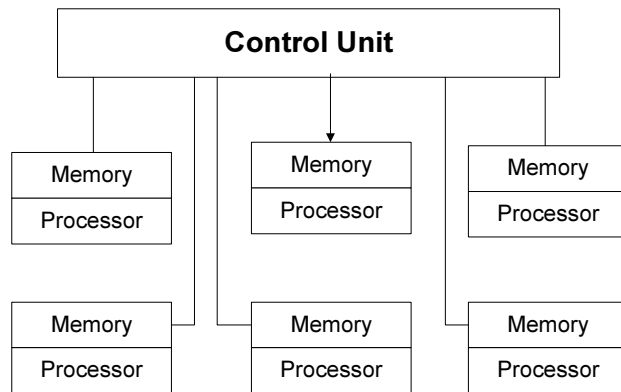 Control Unit
Memory
Processor
Memory
Processor
Memory
Processor
Memory
Processor
Memory
Processor
Memory
Processor